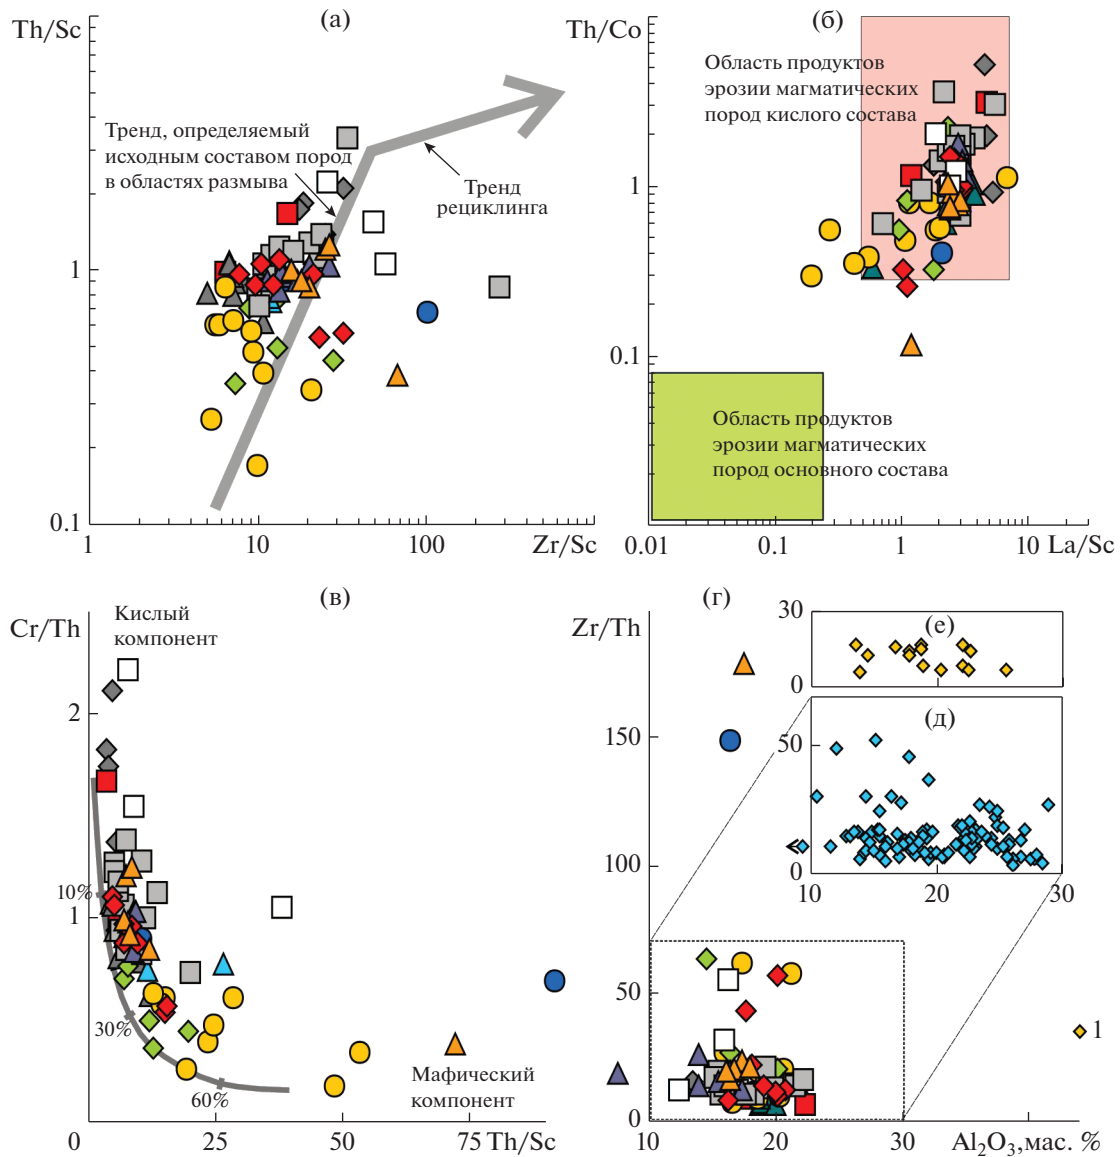 (а)
Th/Sc
Тренд, определяемый
исходным составом пород
в областях размыва
Тренд
рециклинга
1
0.1
1
10
100
Zr/Sc
(б)
Th/Co
Область продуктов
эрозии магматических
пород кислого состава
Область продуктов
эрозии магматических
пород основного состава
1
0.1
0.01
0.1
1
10
La/Sc
(в)
Cr/Th
Кислый
компонент
2
1
10%
30%
60%
Мафический
компонент
0
25
50
75
Th/Sc
(г)
Zr/Th
150
100
50
0
10
20
30
Al₂O₃,мас. %
(е)
30
0
(д)
50
0
10
20
30
1